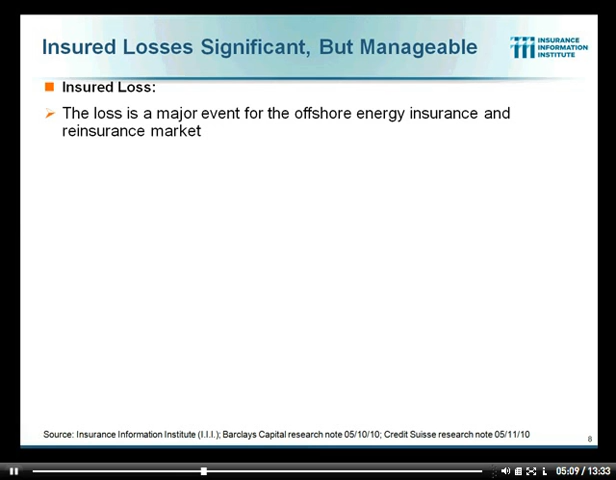 Insured Losses Significant, But Manageable
INSURANCE
INFORMATION
INSTITUTE
Insured Loss:
The loss is a major event for the offshore energy insurance and
reinsurance market
Source: Insurance Information Institute (I.I.I.); Barclays Capital research note 05/10/10; Credit Suisse research note 05/11/10
8
05:09 / 13:33